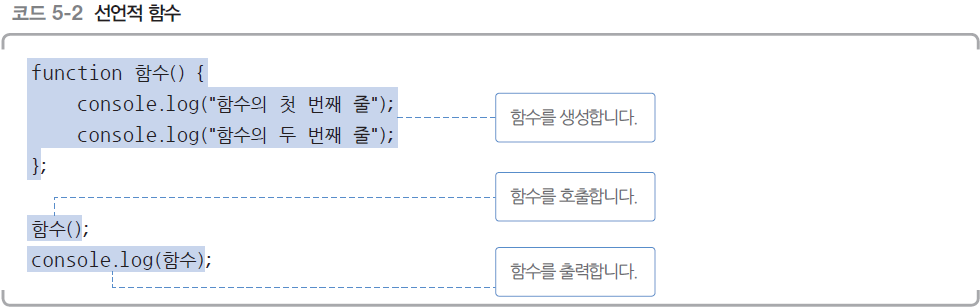 코드 5-2 선언적 함수
function 함수() {
console.log("함수의 첫 번째 줄");
console.log("함수의 두 번째 줄");
};
함수를 생성합니다.
함수를 호출합니다.
함수();
console.log(함수);
함수를 출력합니다.